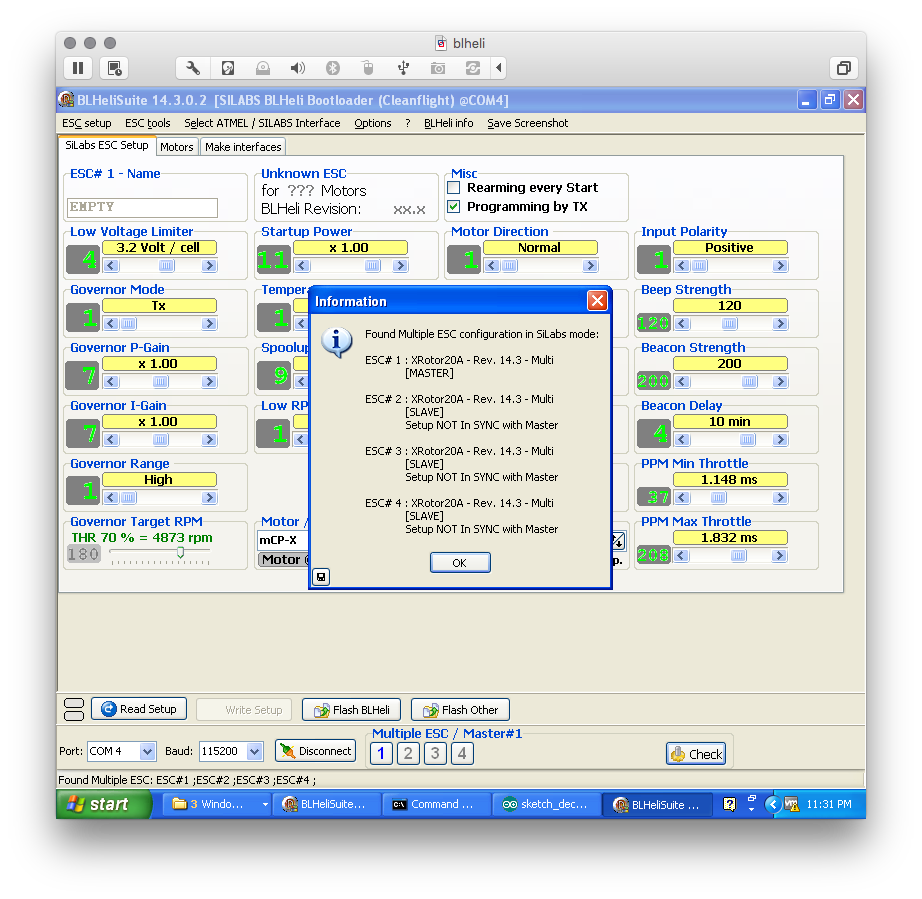 blheli
BLHeliSuite 14.3.0.2 [SILABS BLHeli Bootloader (Cleanflight) @COM4]
ESC setup ESC tools Select ATMEL / SILABS Interface Options ? BLHeli info Save Screenshot
SiLabs ESC Setup Motors Make interfaces
ESC# 1 - Name
EMPTY
Unknown ESC
for ??? Motors
BLHeli Revision: xx.x
Misc
Rearming every Start
Programming by TX
Low Voltage Limiter
3.2 Volt / cell
4
Startup Power
x 1.00
11
Motor Direction
Normal
1
Input Polarity
Positive
1
Governor Mode
Tx
1
1
Beep Strength
120
120
Governor P-Gain
x 1.00
7
9
Beacon Strength
200
200
Governor I-Gain
x 1.00
7
1
Beacon Delay
10 min
4
Governor Range
High
1
PPM Min Throttle
1.148 ms
37
Governor Target RPM
THR 70 % = 4873 rpm
180
Motor /
mCP-X
Motor
PPM Max Throttle
1.832 ms
208
Information
Found Multiple ESC configuration in SiLabs mode:
ESC# 1 : XRotor20A - Rev. 14.3 - Multi
[MASTER]
ESC# 2 : XRotor20A - Rev. 14.3 - Multi
[SLAVE]
Setup NOT In SYNC with Master
ESC# 3 : XRotor20A - Rev. 14.3 - Multi
[SLAVE]
Setup NOT In SYNC with Master
ESC# 4 : XRotor20A - Rev. 14.3 - Multi
[SLAVE]
Setup NOT In SYNC with Master
OK
Read Setup Write Setup Flash BLHeli Flash Other
Port: COM 4 Baud: 115200 Disconnect
Multiple ESC / Master#1
1 2 3 4
Check
Found Multiple ESC: ESC#1 ;ESC#2 ;ESC#3 ;ESC#4 ;
start 3 Windo... BLHeliSuite... Command ... sketch_dec... BLHeliSuite ... 11:31 PM